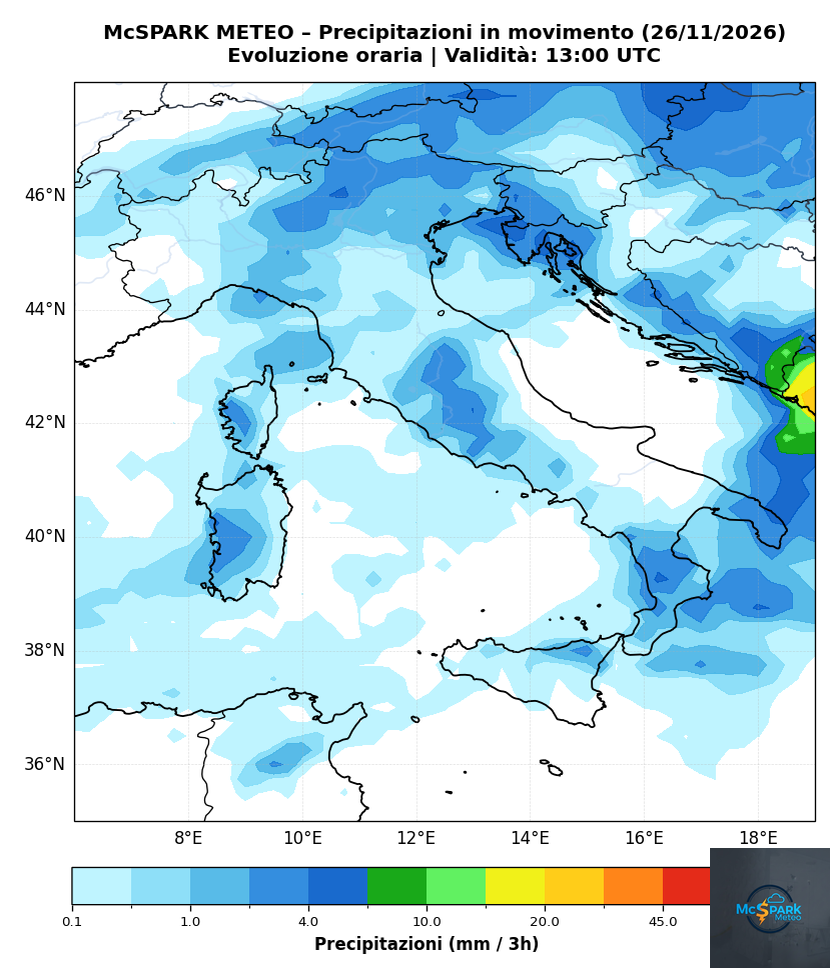 McSPARK METEO – Precipitazioni in movimento (26/11/2026)
Evoluzione oraria | Validità: 13:00 UTC
46°N
44°N
42°N
40°N
38°N
36°N
8°E 10°E 12°E 14°E 16°E 18°E
0.1 1.0 4.0 10.0 20.0 45.0
Precipitazioni (mm / 3h)
McSPARK
Meteo